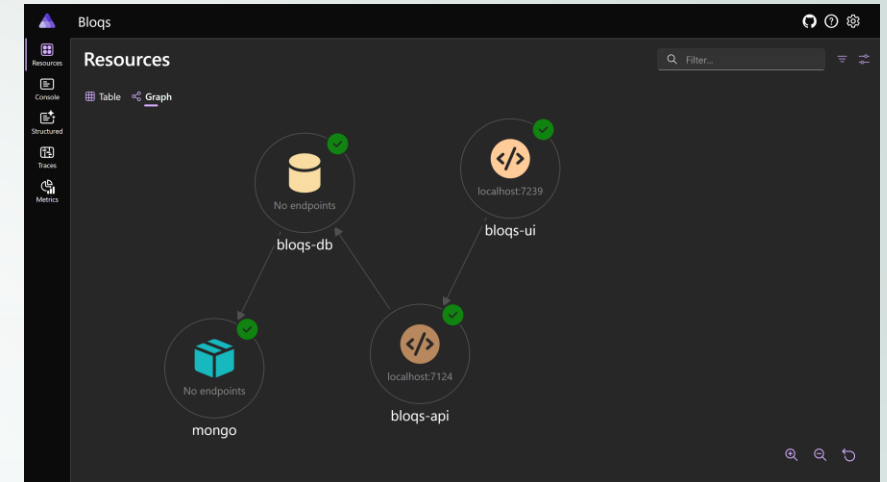 Bloqs
Resources
Console
Structured
Traces
Metrics
Resources
Filter...
Table
Graph
No endpoints
bloqs-db
localhost:7239
bloqs-ui
No endpoints
mongo
localhost:7124
bloqs-api